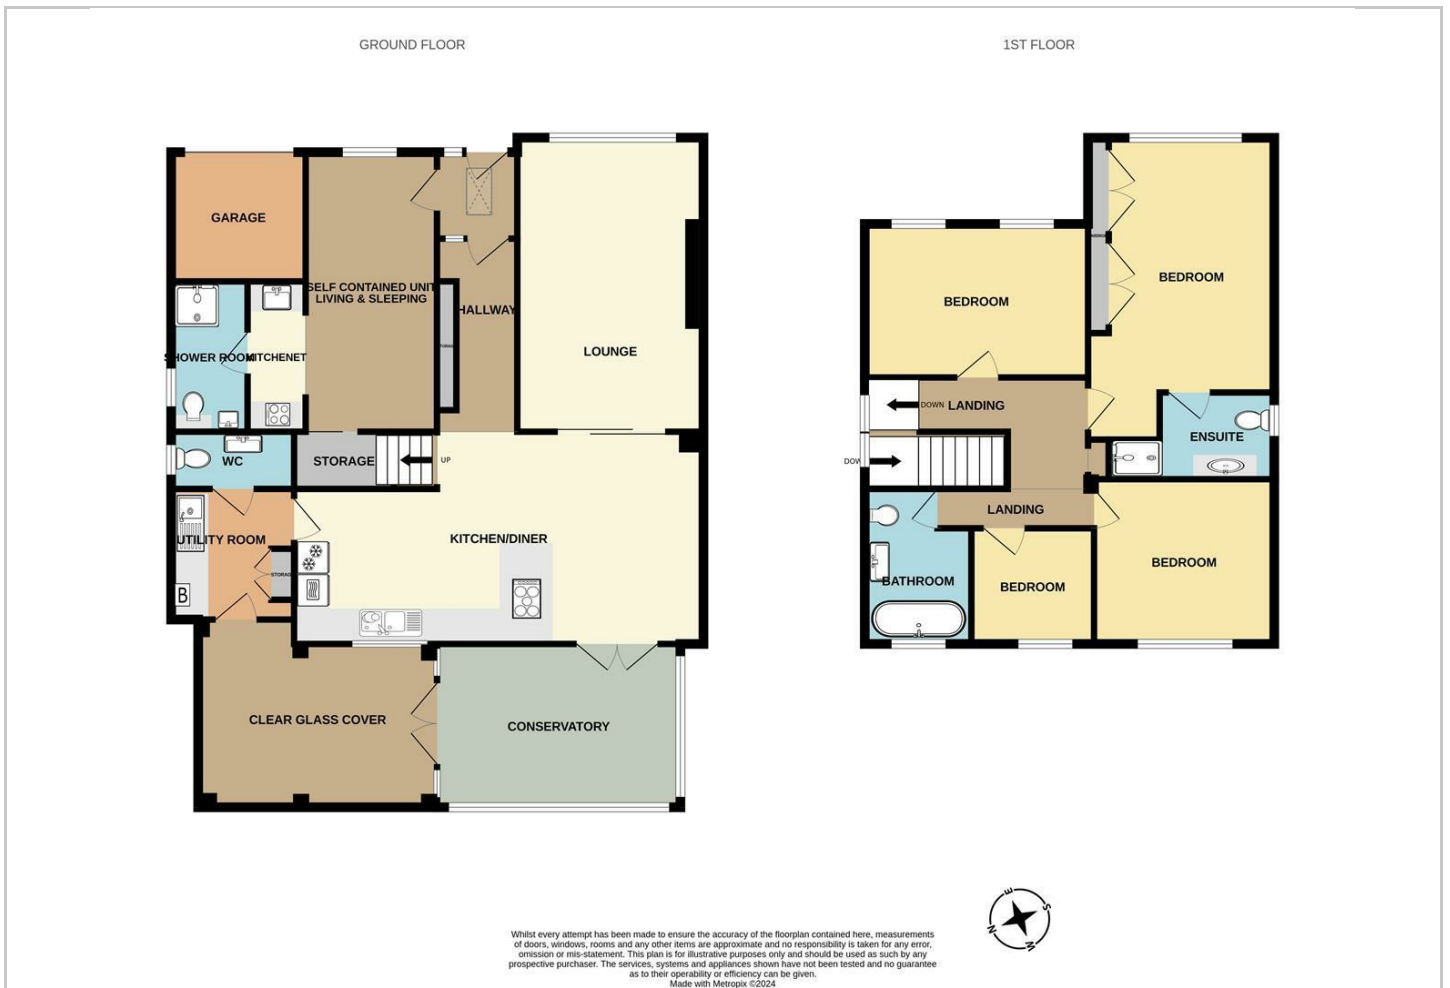 GROUND FLOOR
1ST FLOOR
GARAGE
SELF CONTAINED UNIT
LIVING & SLEEPING
HALLWAY
LOUNGE
SHOWER ROOM
KITCHENET
STORAGE
WC
STORAGE
UP
UTILITY ROOM
STORAGE
B
KITCHEN/DINER
CLEAR GLASS COVER
CONSERVATORY
BEDROOM
BEDROOM
DOWN
LANDING
DOW
ENSUITE
LANDING
BATHROOM
BEDROOM
BEDROOM
E
S
N
W
Whilst every attempt has been made to ensure the accuracy of the floorplan contained here, measurements
of doors, windows, rooms and any other items are approximate and no responsibility is taken for any error,
omission or mis-statement. This plan is for illustrative purposes only and should be used as such by any
prospective purchaser. The services, systems and appliances shown have not been tested and no guarantee
as to their operability or efficiency can be given.
Made with Metropix ©2024